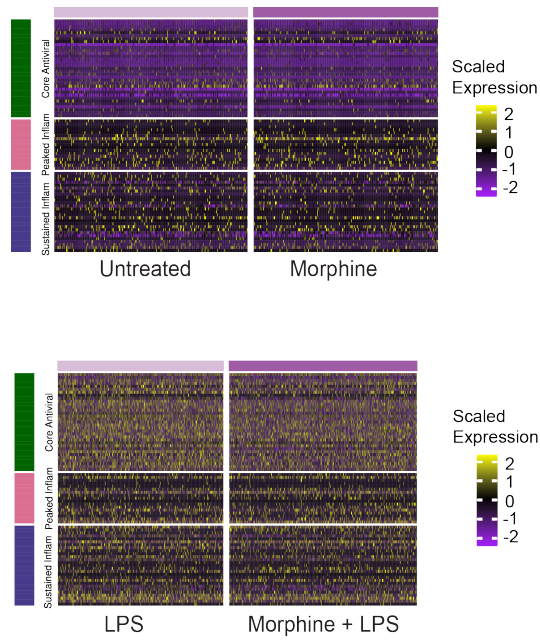 Core Antiviral
Peaked Inflam
Sustained Inflam
Untreated
Morphine
Scaled
Expression
2
1
0
-1
-2
Core Antiviral
Peaked Inflam
Sustained Inflam
LPS
Morphine + LPS
Scaled
Expression
2
1
0
-1
-2